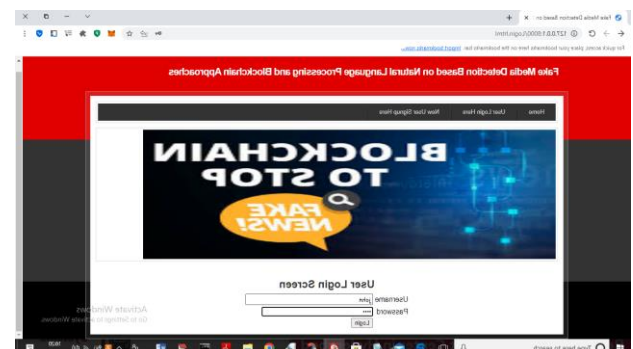 Fake Media Detection Based on
127.0.0.1:8000/Login.html
For quick access, place your bookmarks here on the bookmarks bar. Import bookmarks now...
Fake Media Detection Based on Natural Language Processing and Blockchain Approaches
Home User Login Here New User Signup Here
BLOCKCHAIN
TO STOP
FAKE
NEWS!
User Login Screen
Username john
Password
Login
Activate Windows
Go to Settings to activate Windows.
Type here to search